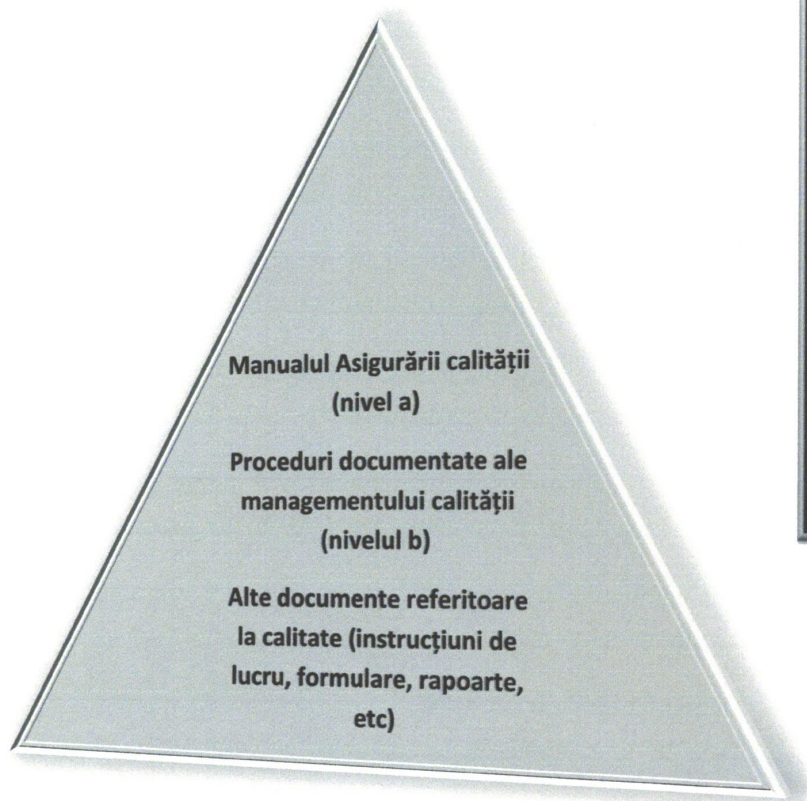 Manualul Asigurării calității
(nivel a)
Proceduri documentate ale
managementului calității
(nivelul b)
Alte documente referitoare
la calitate (instrucțiuni de
lucru, formulare, rapoarte,
etc)